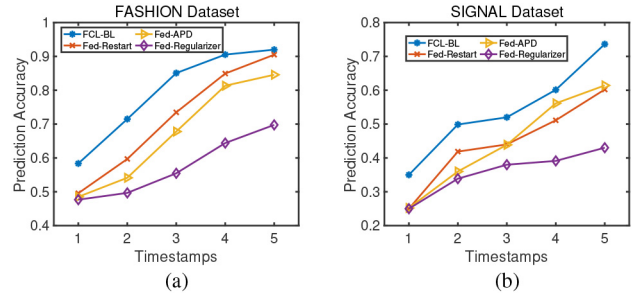 FASHION Dataset
FCL-BL
Fed-APD
Fed-Restart
Fed-Regularizer
Prediction Accuracy
1
0.9
0.8
0.7
0.6
0.5
0.4
1 2 3 4 5
Timestamps
(a)
SIGNAL Dataset
FCL-BL
Fed-APD
Fed-Restart
Fed-Regularizer
Prediction Accuracy
0.8
0.7
0.6
0.5
0.4
0.3
0.2
1 2 3 4 5
Timestamps
(b)